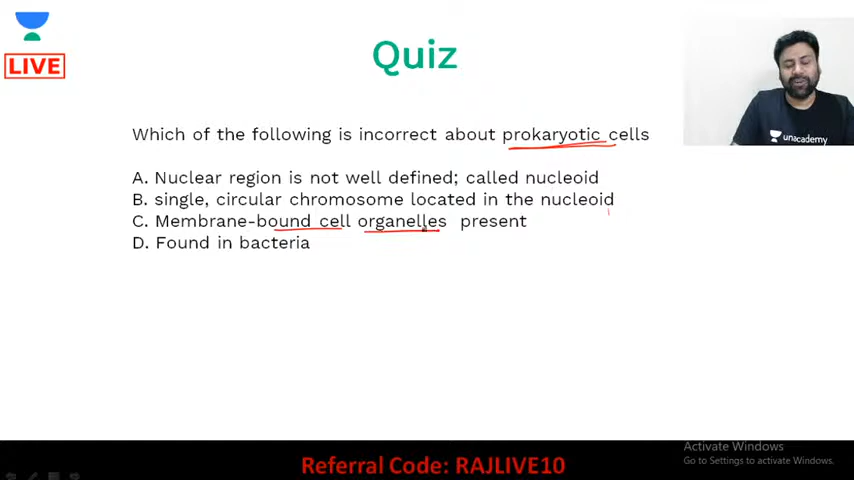 Quiz
LIVE
unacademy
Which of the following is incorrect about prokaryotic cells
A. Nuclear region is not well defined; called nucleoid
B. single, circular chromosome located in the nucleoid
C. Membrane-bound cell organelles present
D. Found in bacteria
Activate Windows
Go to Settings to activate Windows.
Referral Code: RAJLIVE10